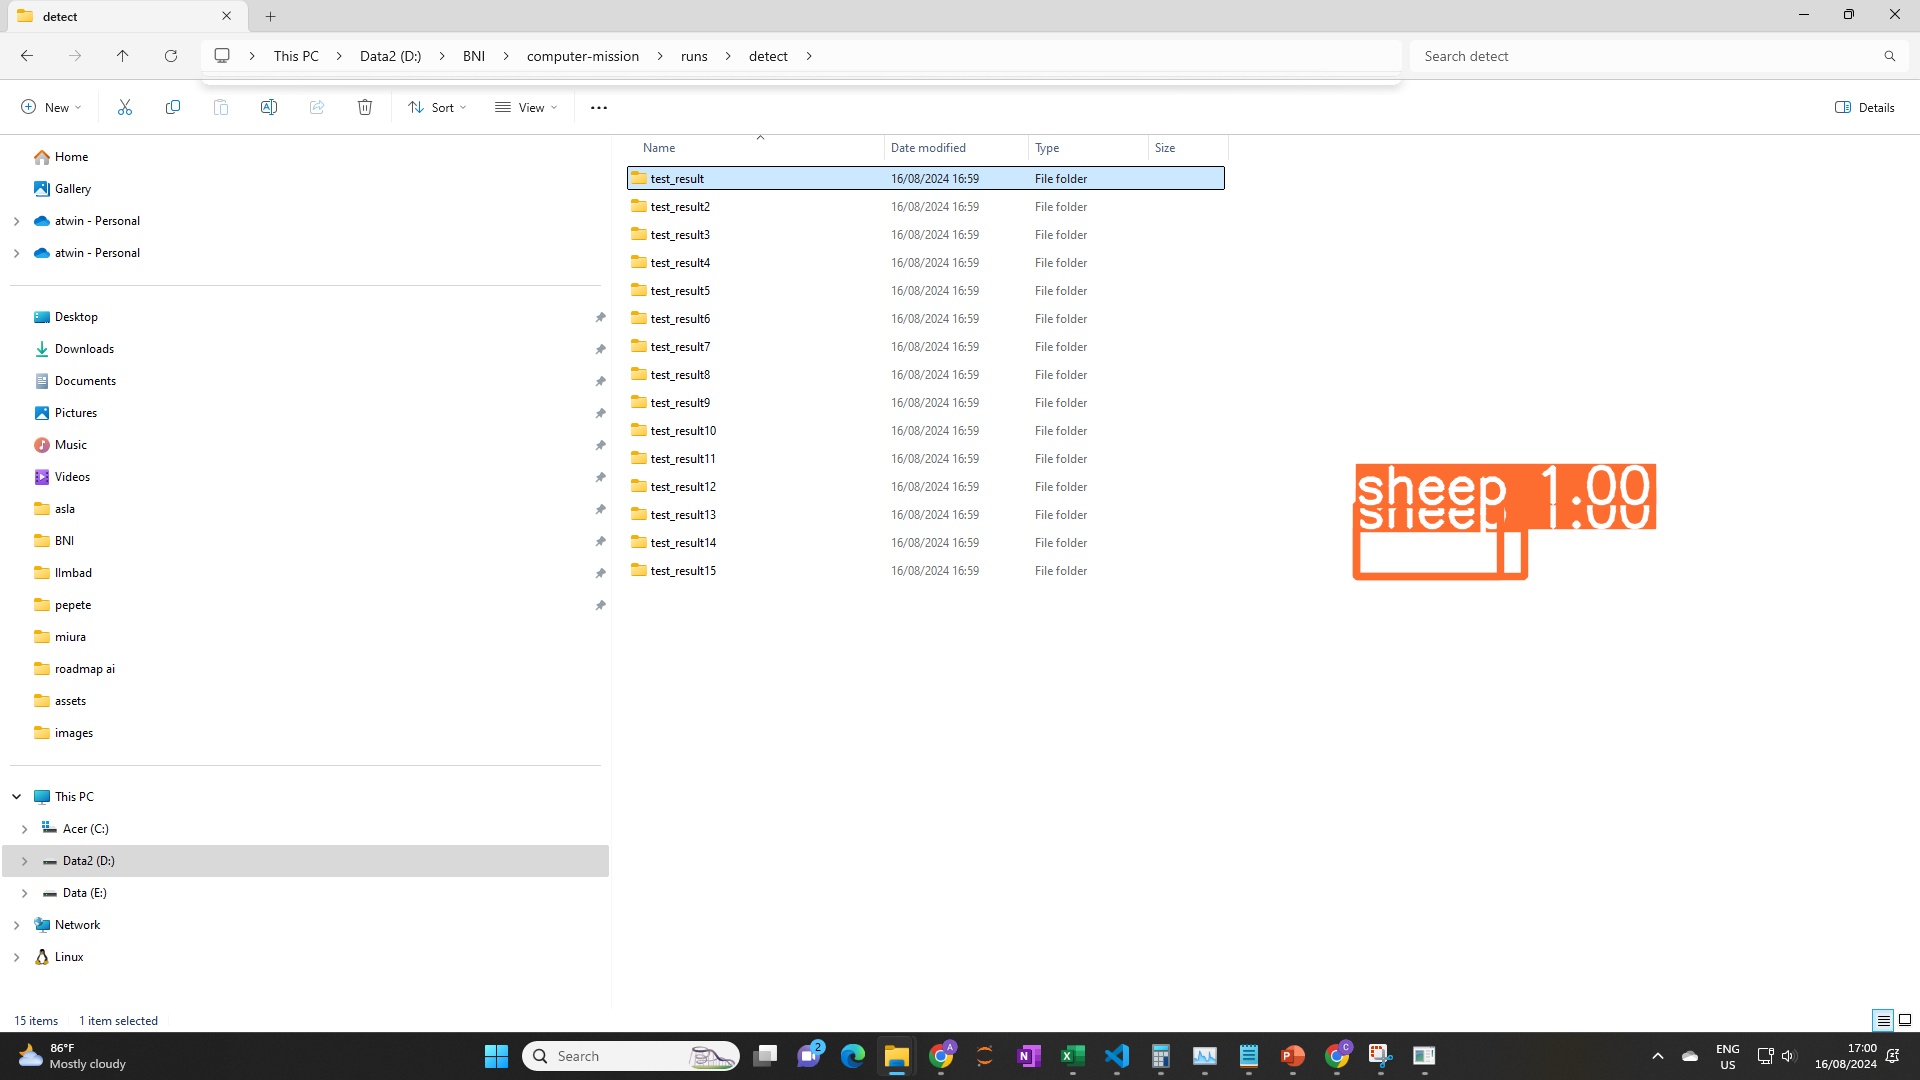 detect
This PC > Data2 (D:) > BNI > computer-mission > runs > detect >
Search detect
New
Sort
View
Details
Home
Gallery
atwin - Personal
atwin - Personal
Desktop
Downloads
Documents
Pictures
Music
Videos
asla
BNI
llmbad
pepete
miura
roadmap ai
assets
images
This PC
Acer (C:)
Data2 (D:)
Data (E:)
Network
Linux
Name Date modified Type Size
test_result 16/08/2024 16:59 File folder
test_result2 16/08/2024 16:59 File folder
test_result3 16/08/2024 16:59 File folder
test_result4 16/08/2024 16:59 File folder
test_result5 16/08/2024 16:59 File folder
test_result6 16/08/2024 16:59 File folder
test_result7 16/08/2024 16:59 File folder
test_result8 16/08/2024 16:59 File folder
test_result9 16/08/2024 16:59 File folder
test_result10 16/08/2024 16:59 File folder
test_result11 16/08/2024 16:59 File folder
test_result12 16/08/2024 16:59 File folder
test_result13 16/08/2024 16:59 File folder
test_result14 16/08/2024 16:59 File folder
test_result15 16/08/2024 16:59 File folder
sheep 1.00
sheep 1.00
15 items 1 item selected
86°F
Mostly cloudy
Search
2
A
N
P
C
ENG
US
17:00
16/08/2024